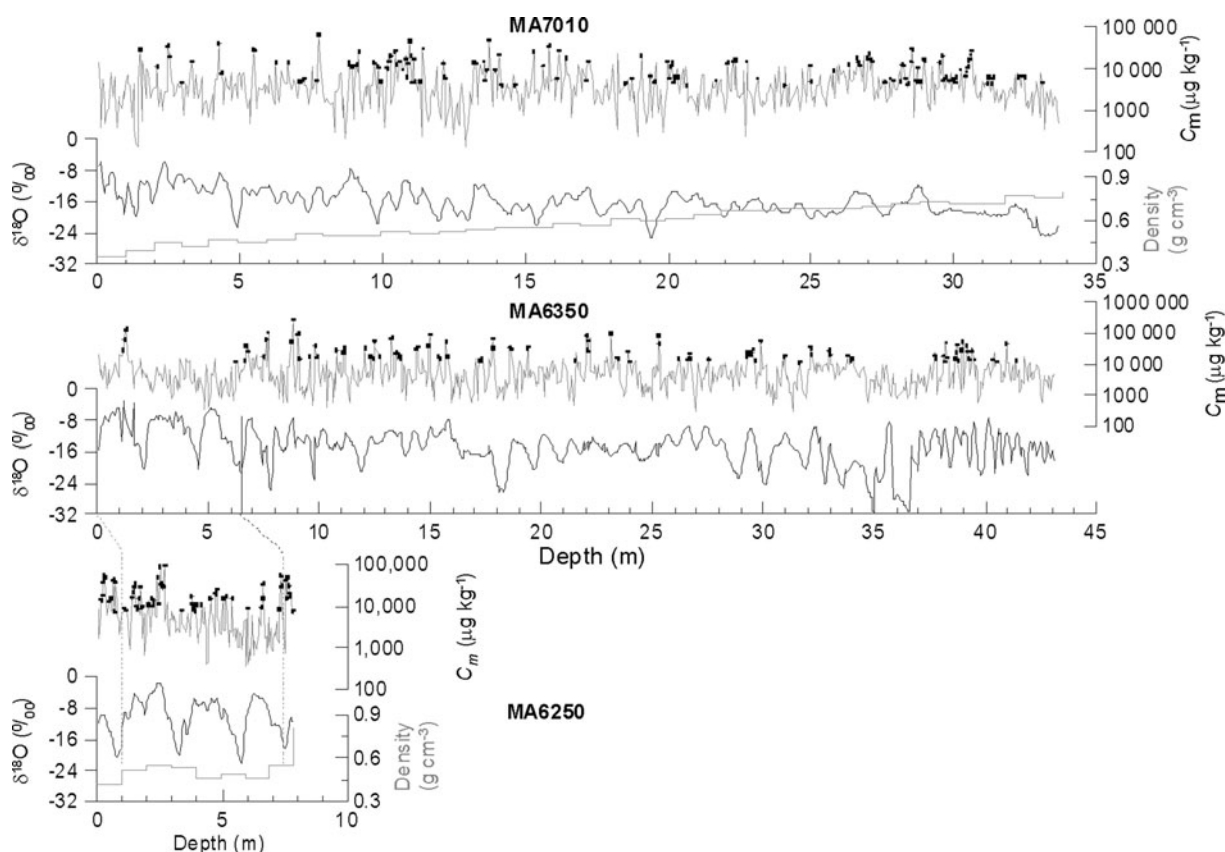 MA7010
100 000
10 000
1000
100
Cm (μg kg⁻¹)
0
-8
-16
-24
-32
δ¹⁸O (⁰/₀₀)
0.9
0.6
0.3
Density
(g cm⁻³)
0 5 10 15 20 25 30 35
MA6350
1000 000
100 000
10 000
1000
100
Cm (μg kg⁻¹)
0
-8
-16
-24
-32
δ¹⁸O (⁰/₀₀)
0 5 10 15 20 25 30 35 40 45
Depth (m)
100,000
10,000
1,000
100
Cm (μg kg⁻¹)
0
-8
-16
-24
-32
δ¹⁸O (⁰/₀₀)
0.9
0.6
0.3
Density
(g cm⁻³)
MA6250
0 5 10
Depth (m)